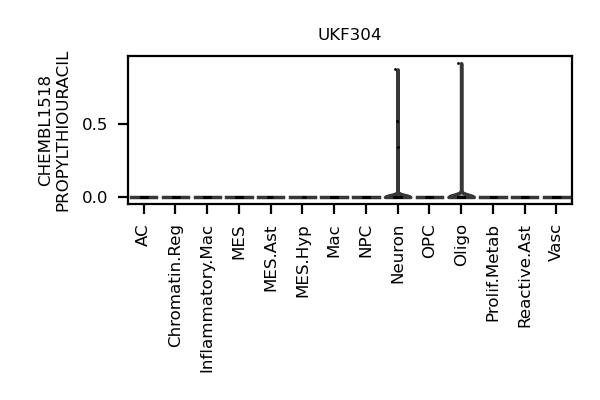 UKF304
CHEMBL1518
PROPYLTHIOURACIL
0.5
0.0
AC
Chromatin.Reg
Inflammatory.Mac
MES
MES.Ast
MES.Hyp
Mac
NPC
Neuron
OPC
Oligo
Prolif.Metab
Reactive.Ast
Vasc